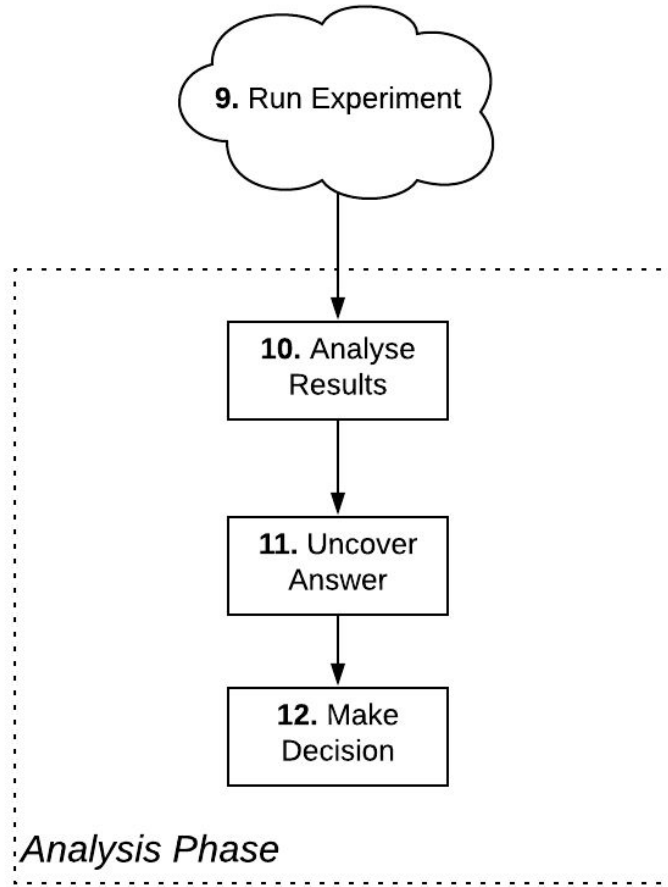 9. Run Experiment
10. Analyse
Results
11. Uncover
Answer
12. Make
Decision
Analysis Phase